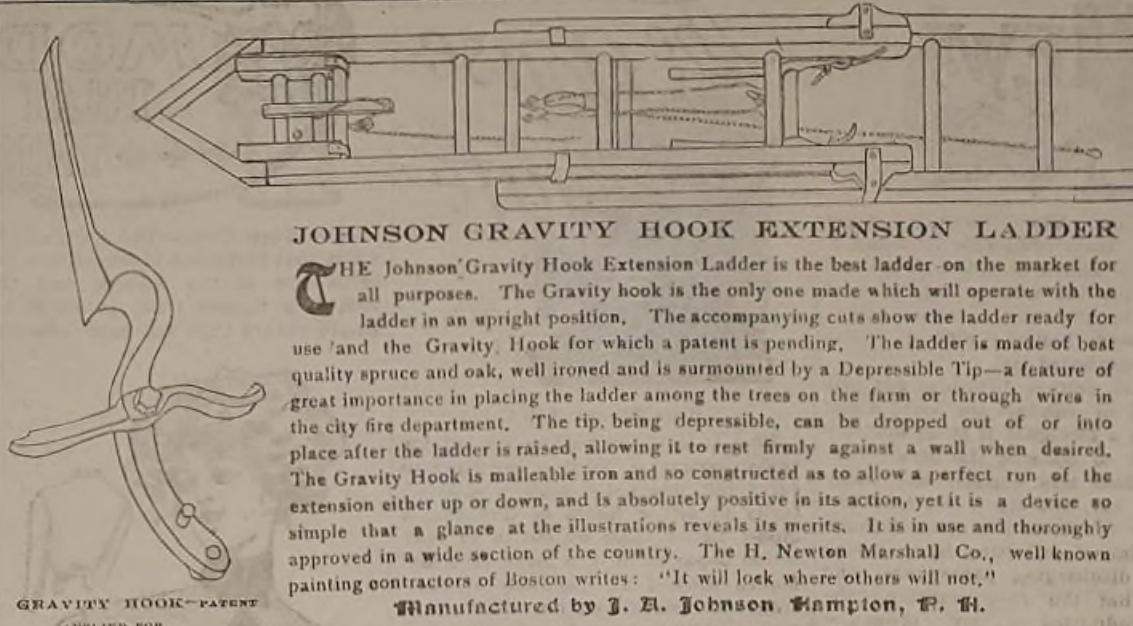 JOHNSON GRAVITY HOOK EXTENSION LADDER
THE Johnson Gravity Hook Extension Ladder is the best ladder on the market for
all purposes. The Gravity hook is the only one made which will operate with the
ladder in an upright position. The accompanying cuts show the ladder ready for
use and the Gravity Hook for which a patent is pending. The ladder is made of best
quality spruce and oak, well ironed and is surmounted by a Depressible Tip—a feature of
great importance in placing the ladder among the trees on the farm or through wires in
the city fire department. The tip, being depressible, can be dropped out of or into
place after the ladder is raised, allowing it to rest firmly against a wall when desired.
The Gravity Hook is malleable iron and so constructed as to allow a perfect run of the
extension either up or down, and is absolutely positive in its action, yet it is a device so
simple that a glance at the illustrations reveals its merits. It is in use and thoroughly
approved in a wide section of the country. The H. Newton Marshall Co., well known
painting contractors of Boston writes: "It will lock where others will not."
Manufactured by J. A. Johnson, Hampton, N. H.
GRAVITY HOOK—PATENT
APPLIED FOR